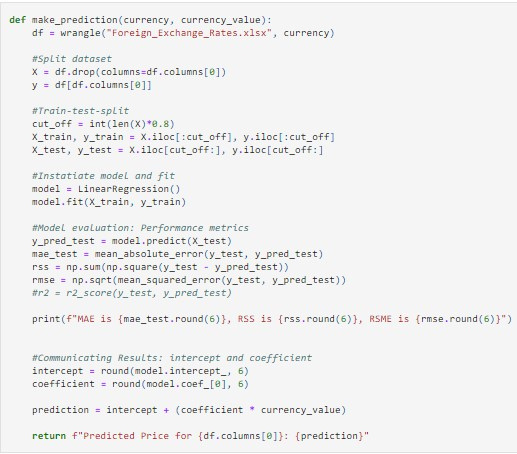 def make_prediction(currency, currency_value):
    df = wrangle("Foreign_Exchange_Rates.xlsx", currency)

    #Split dataset
    X = df.drop(columns=df.columns[0])
    y = df[df.columns[0]]

    #Train-test-split
    cut_off = int(len(X)*0.8)
    X_train, y_train = X.iloc[:cut_off], y.iloc[:cut_off]
    X_test, y_test = X.iloc[cut_off:], y.iloc[cut_off:]

    #Instatiate model and fit
    model = LinearRegression()
    model.fit(X_train, y_train)

    #Model evaluation: Performance metrics
    y_pred_test = model.predict(X_test)
    mae_test = mean_absolute_error(y_test, y_pred_test)
    rss = np.sum(np.square(y_test - y_pred_test))
    rmse = np.sqrt(mean_squared_error(y_test, y_pred_test))
    #r2 = r2_score(y_test, y_pred_test)

    print(f"MAE is {mae_test.round(6)}, RSS is {rss.round(6)}, RSME is {rmse.round(6)}")


    #Communicating Results: intercept and coefficient
    intercept = round(model.intercept_, 6)
    coefficient = round(model.coef_[0], 6)

    prediction = intercept + (coefficient * currency_value)

    return f"Predicted Price for {df.columns[0]}: {prediction}"